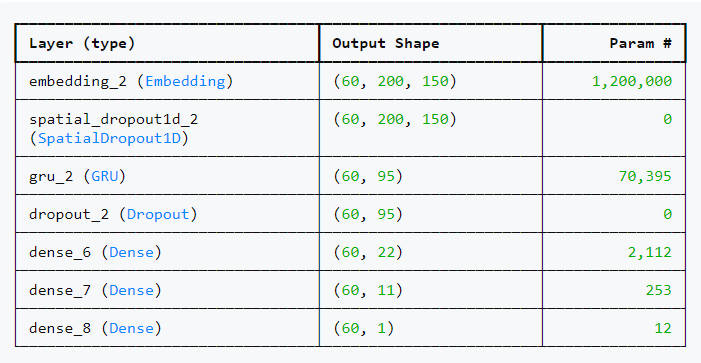 Layer (type) Output Shape Param #
embedding_2 (Embedding) (60, 200, 150) 1,200,000
spatial_dropout1d_2 (60, 200, 150) 0
(SpatialDropout1D)
gru_2 (GRU) (60, 95) 70,395
dropout_2 (Dropout) (60, 95) 0
dense_6 (Dense) (60, 22) 2,112
dense_7 (Dense) (60, 11) 253
dense_8 (Dense) (60, 1) 12